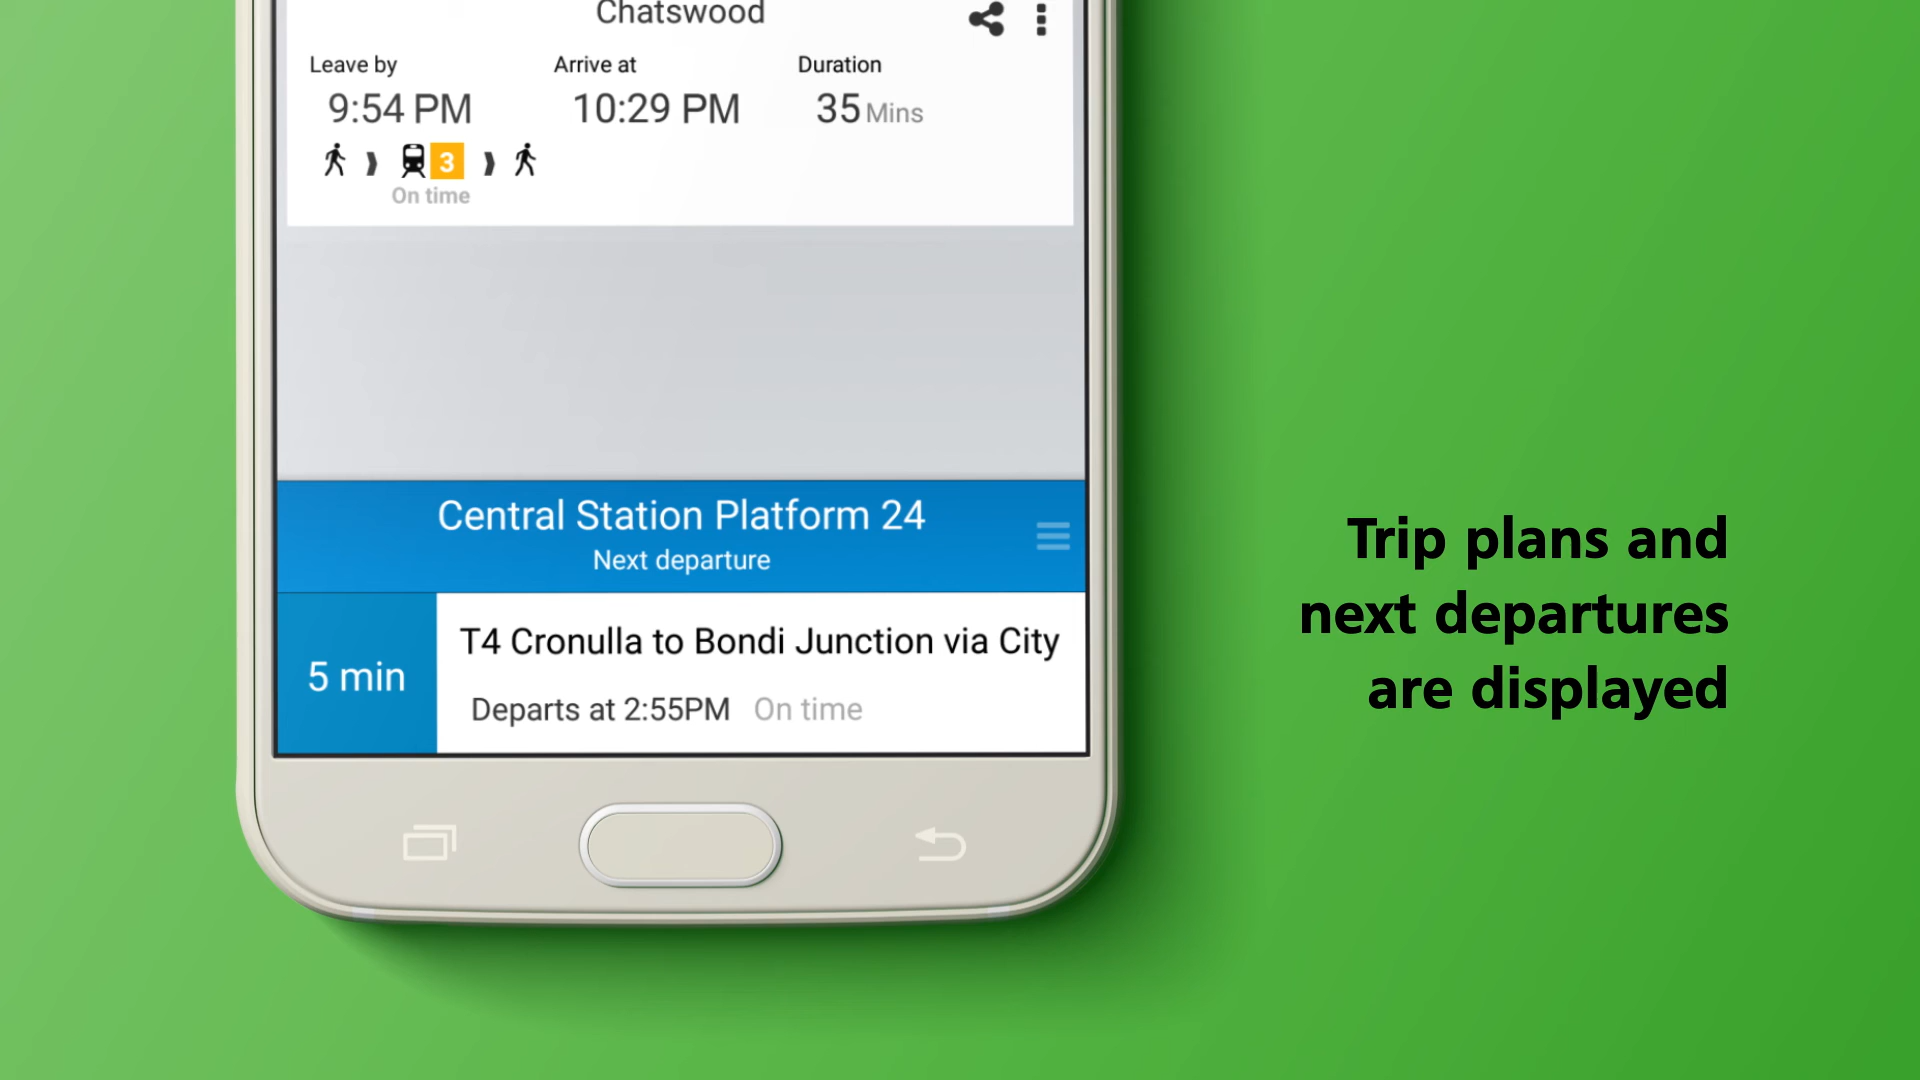 Chatswood
Leave by Arrive at Duration
9:54 PM 10:29 PM 35 Mins
3
On time
Central Station Platform 24
Next departure
5 min
T4 Cronulla to Bondi Junction via City
Departs at 2:55PM On time
Trip plans and
next departures
are displayed